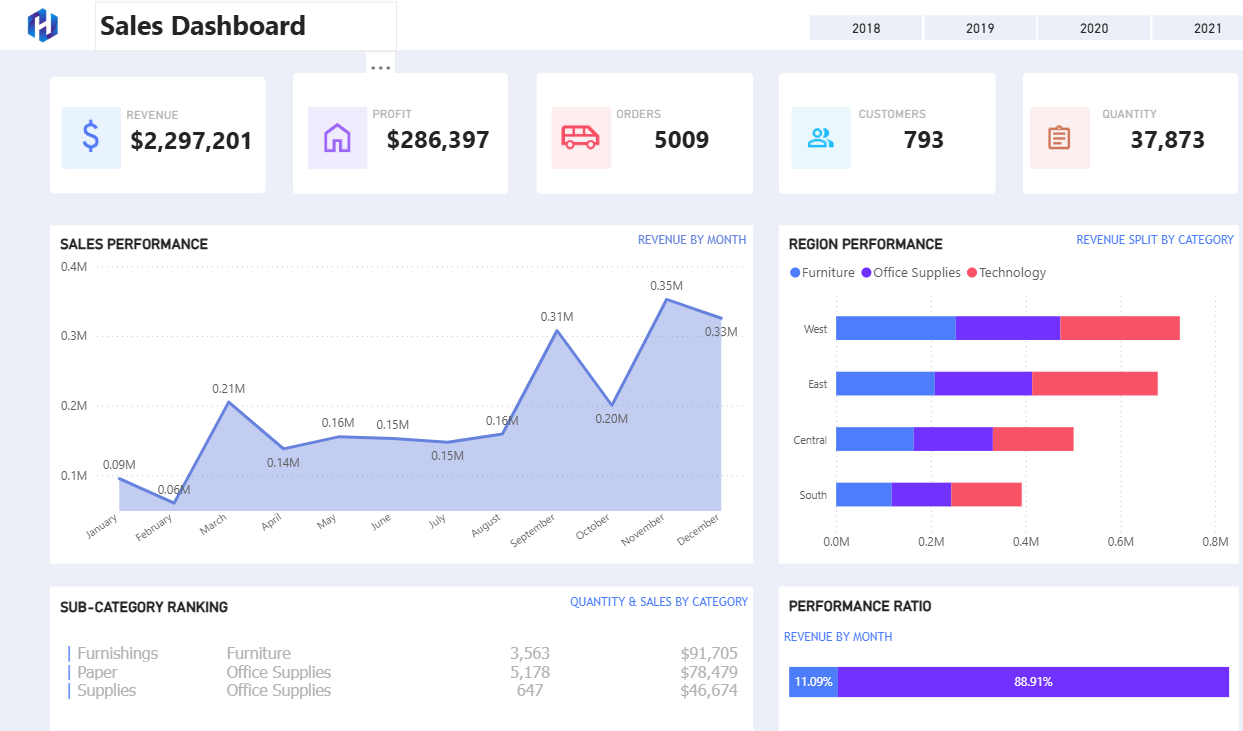 Sales Dashboard
2018 2019 2020 2021
...
REVENUE
$2,297,201
PROFIT
$286,397
ORDERS
5009
CUSTOMERS
793
QUANTITY
37,873
SALES PERFORMANCE
REVENUE BY MONTH
0.4M
0.3M
0.2M
0.1M
0.09M
0.06M
0.21M
0.14M
0.16M
0.15M
0.15M
0.16M
0.31M
0.20M
0.35M
0.33M
January February March April May June July August September October November December
REGION PERFORMANCE
REVENUE SPLIT BY CATEGORY
Furniture Office Supplies Technology
West
East
Central
South
0.0M 0.2M 0.4M 0.6M 0.8M
SUB-CATEGORY RANKING
QUANTITY & SALES BY CATEGORY
Furnishings Furniture 3,563 $91,705
Paper Office Supplies 5,178 $78,479
Supplies Office Supplies 647 $46,674
PERFORMANCE RATIO
REVENUE BY MONTH
11.09% 88.91%